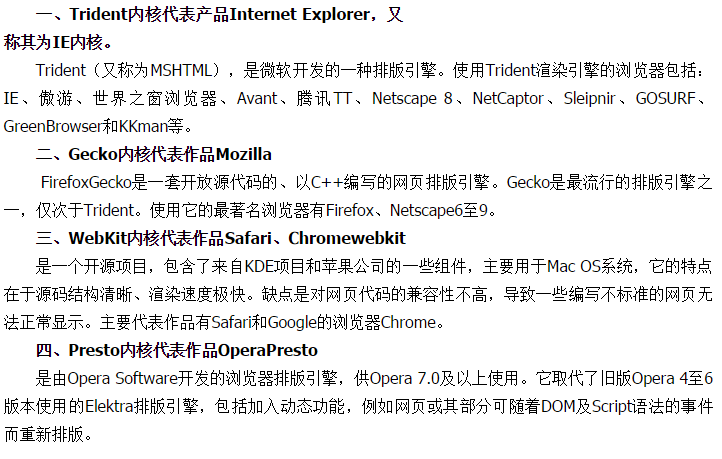 一、Trident内核代表产品Internet Explorer，又
称其为IE内核。
Trident（又称为MSHTML），是微软开发的一种排版引擎。使用Trident渲染引擎的浏览器包括：
IE、傲游、世界之窗浏览器、Avant、腾讯TT、Netscape 8、NetCaptor、Sleipnir、GOSURF、
GreenBrowser和KKman等。
二、Gecko内核代表作品Mozilla
FirefoxGecko是一套开放源代码的、以C++编写的网页排版引擎。Gecko是最流行的排版引擎之
一，仅次于Trident。使用它的最著名浏览器有Firefox、Netscape6至9。
三、WebKit内核代表作品Safari、Chromewebkit
是一个开源项目，包含了来自KDE项目和苹果公司的一些组件，主要用于Mac OS系统，它的特点
在于源码结构清晰、渲染速度极快。缺点是对网页代码的兼容性不高，导致一些编写不标准的网页无
法正常显示。主要代表作品有Safari和Google的浏览器Chrome。
四、Presto内核代表作品OperaPresto
是由Opera Software开发的浏览器排版引擎，供Opera 7.0及以上使用。它取代了旧版Opera 4至6
版本使用的Elektra排版引擎，包括加入动态功能，例如网页或其部分可随着DOM及Script语法的事件
而重新排版。